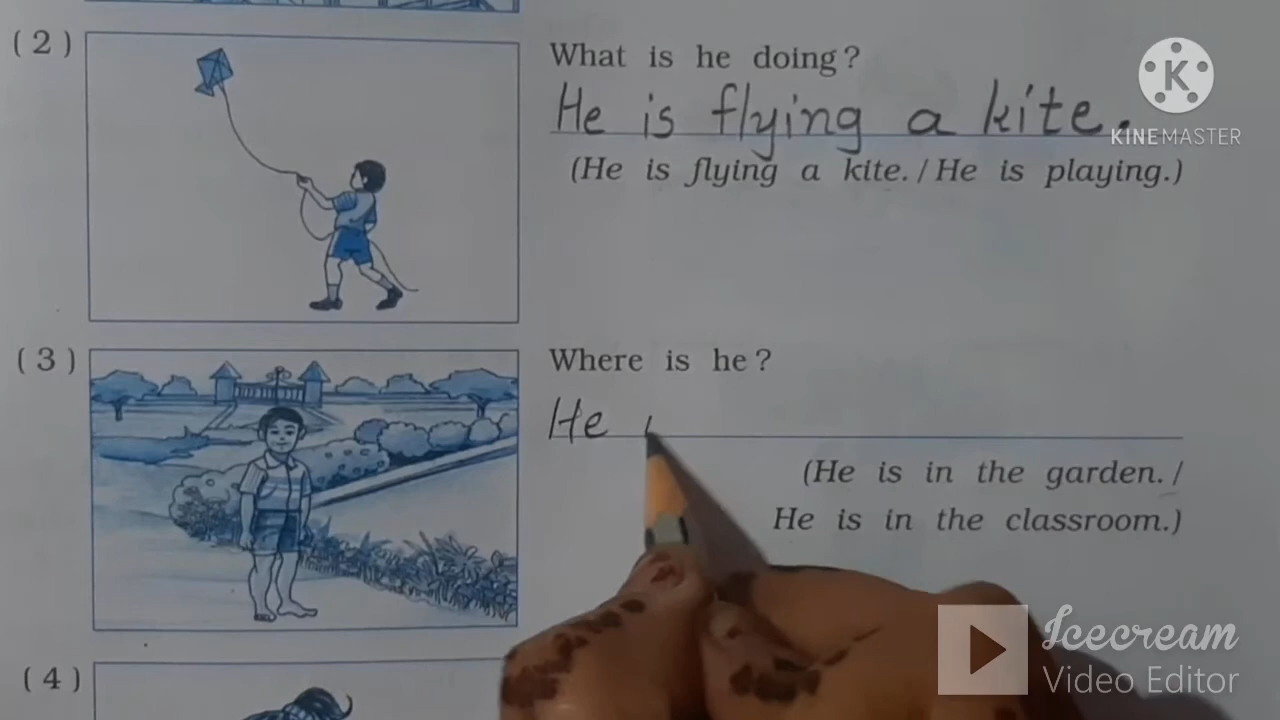 (2)
What is he doing?
He is flying a kite.
(He is flying a kite. / He is playing.)
KINEMASTER
(3)
Where is he?
He
(He is in the garden. /
He is in the classroom.)
(4)
Icecream
Video Editor